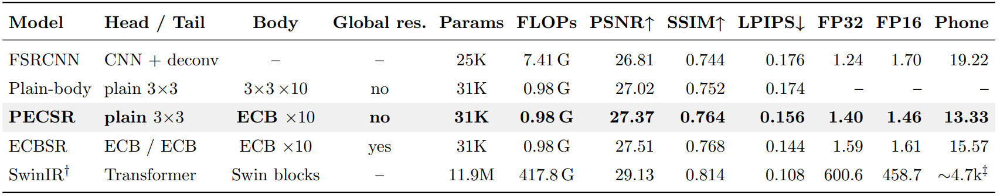 Model Head / Tail Body Global res. Params FLOPs PSNR↑ SSIM↑ LPIPS↓ FP32 FP16 Phone
FSRCNN CNN + deconv – – 25K 7.41 G 26.81 0.744 0.176 1.24 1.70 19.22
Plain-body plain 3×3 3×3 ×10 no 31K 0.98 G 27.02 0.752 0.174 – – –
PECSR plain 3×3 ECB ×10 no 31K 0.98 G 27.37 0.764 0.156 1.40 1.46 13.33
ECBSR ECB / ECB ECB ×10 yes 31K 0.98 G 27.51 0.768 0.144 1.59 1.61 15.57
SwinIR† Transformer Swin blocks – 11.9M 417.8 G 29.13 0.814 0.108 600.6 458.7 ∼4.7k‡